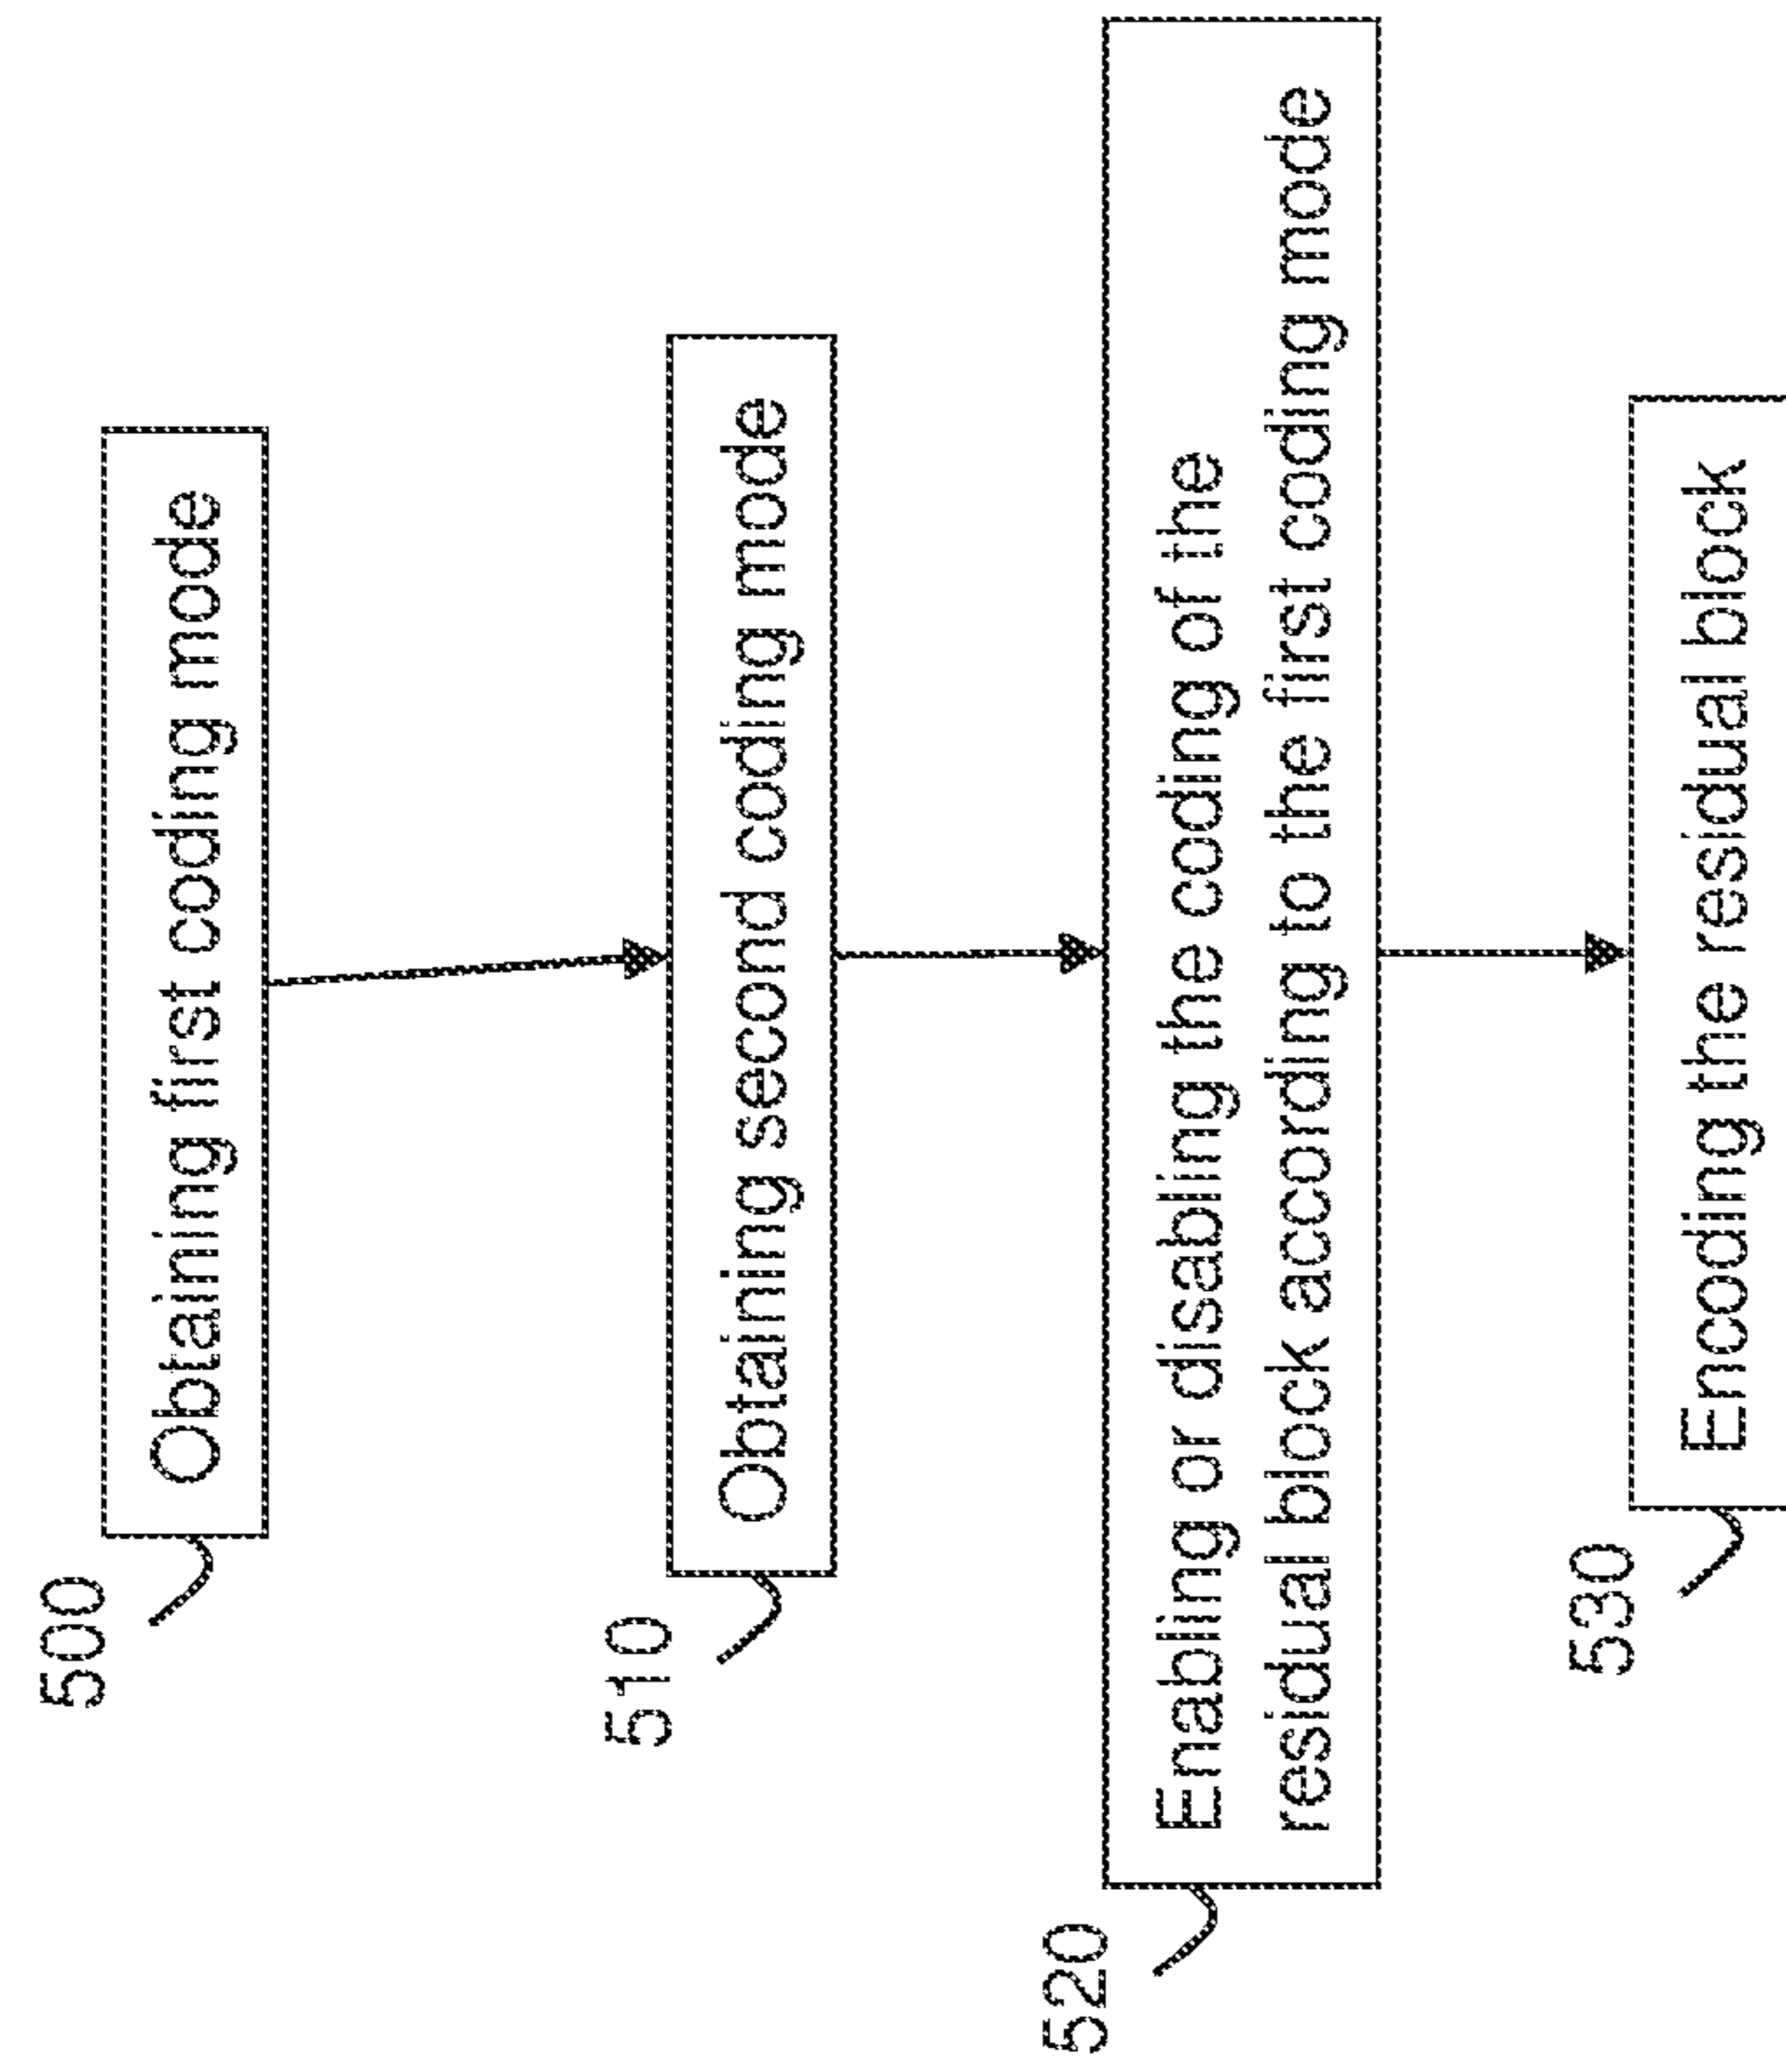 500
Obtaining first coding mode
510
Obtaining second coding mode
520
Enabling or disabling the coding of the
residual block according to the first coding mode
530
Encoding the residual block